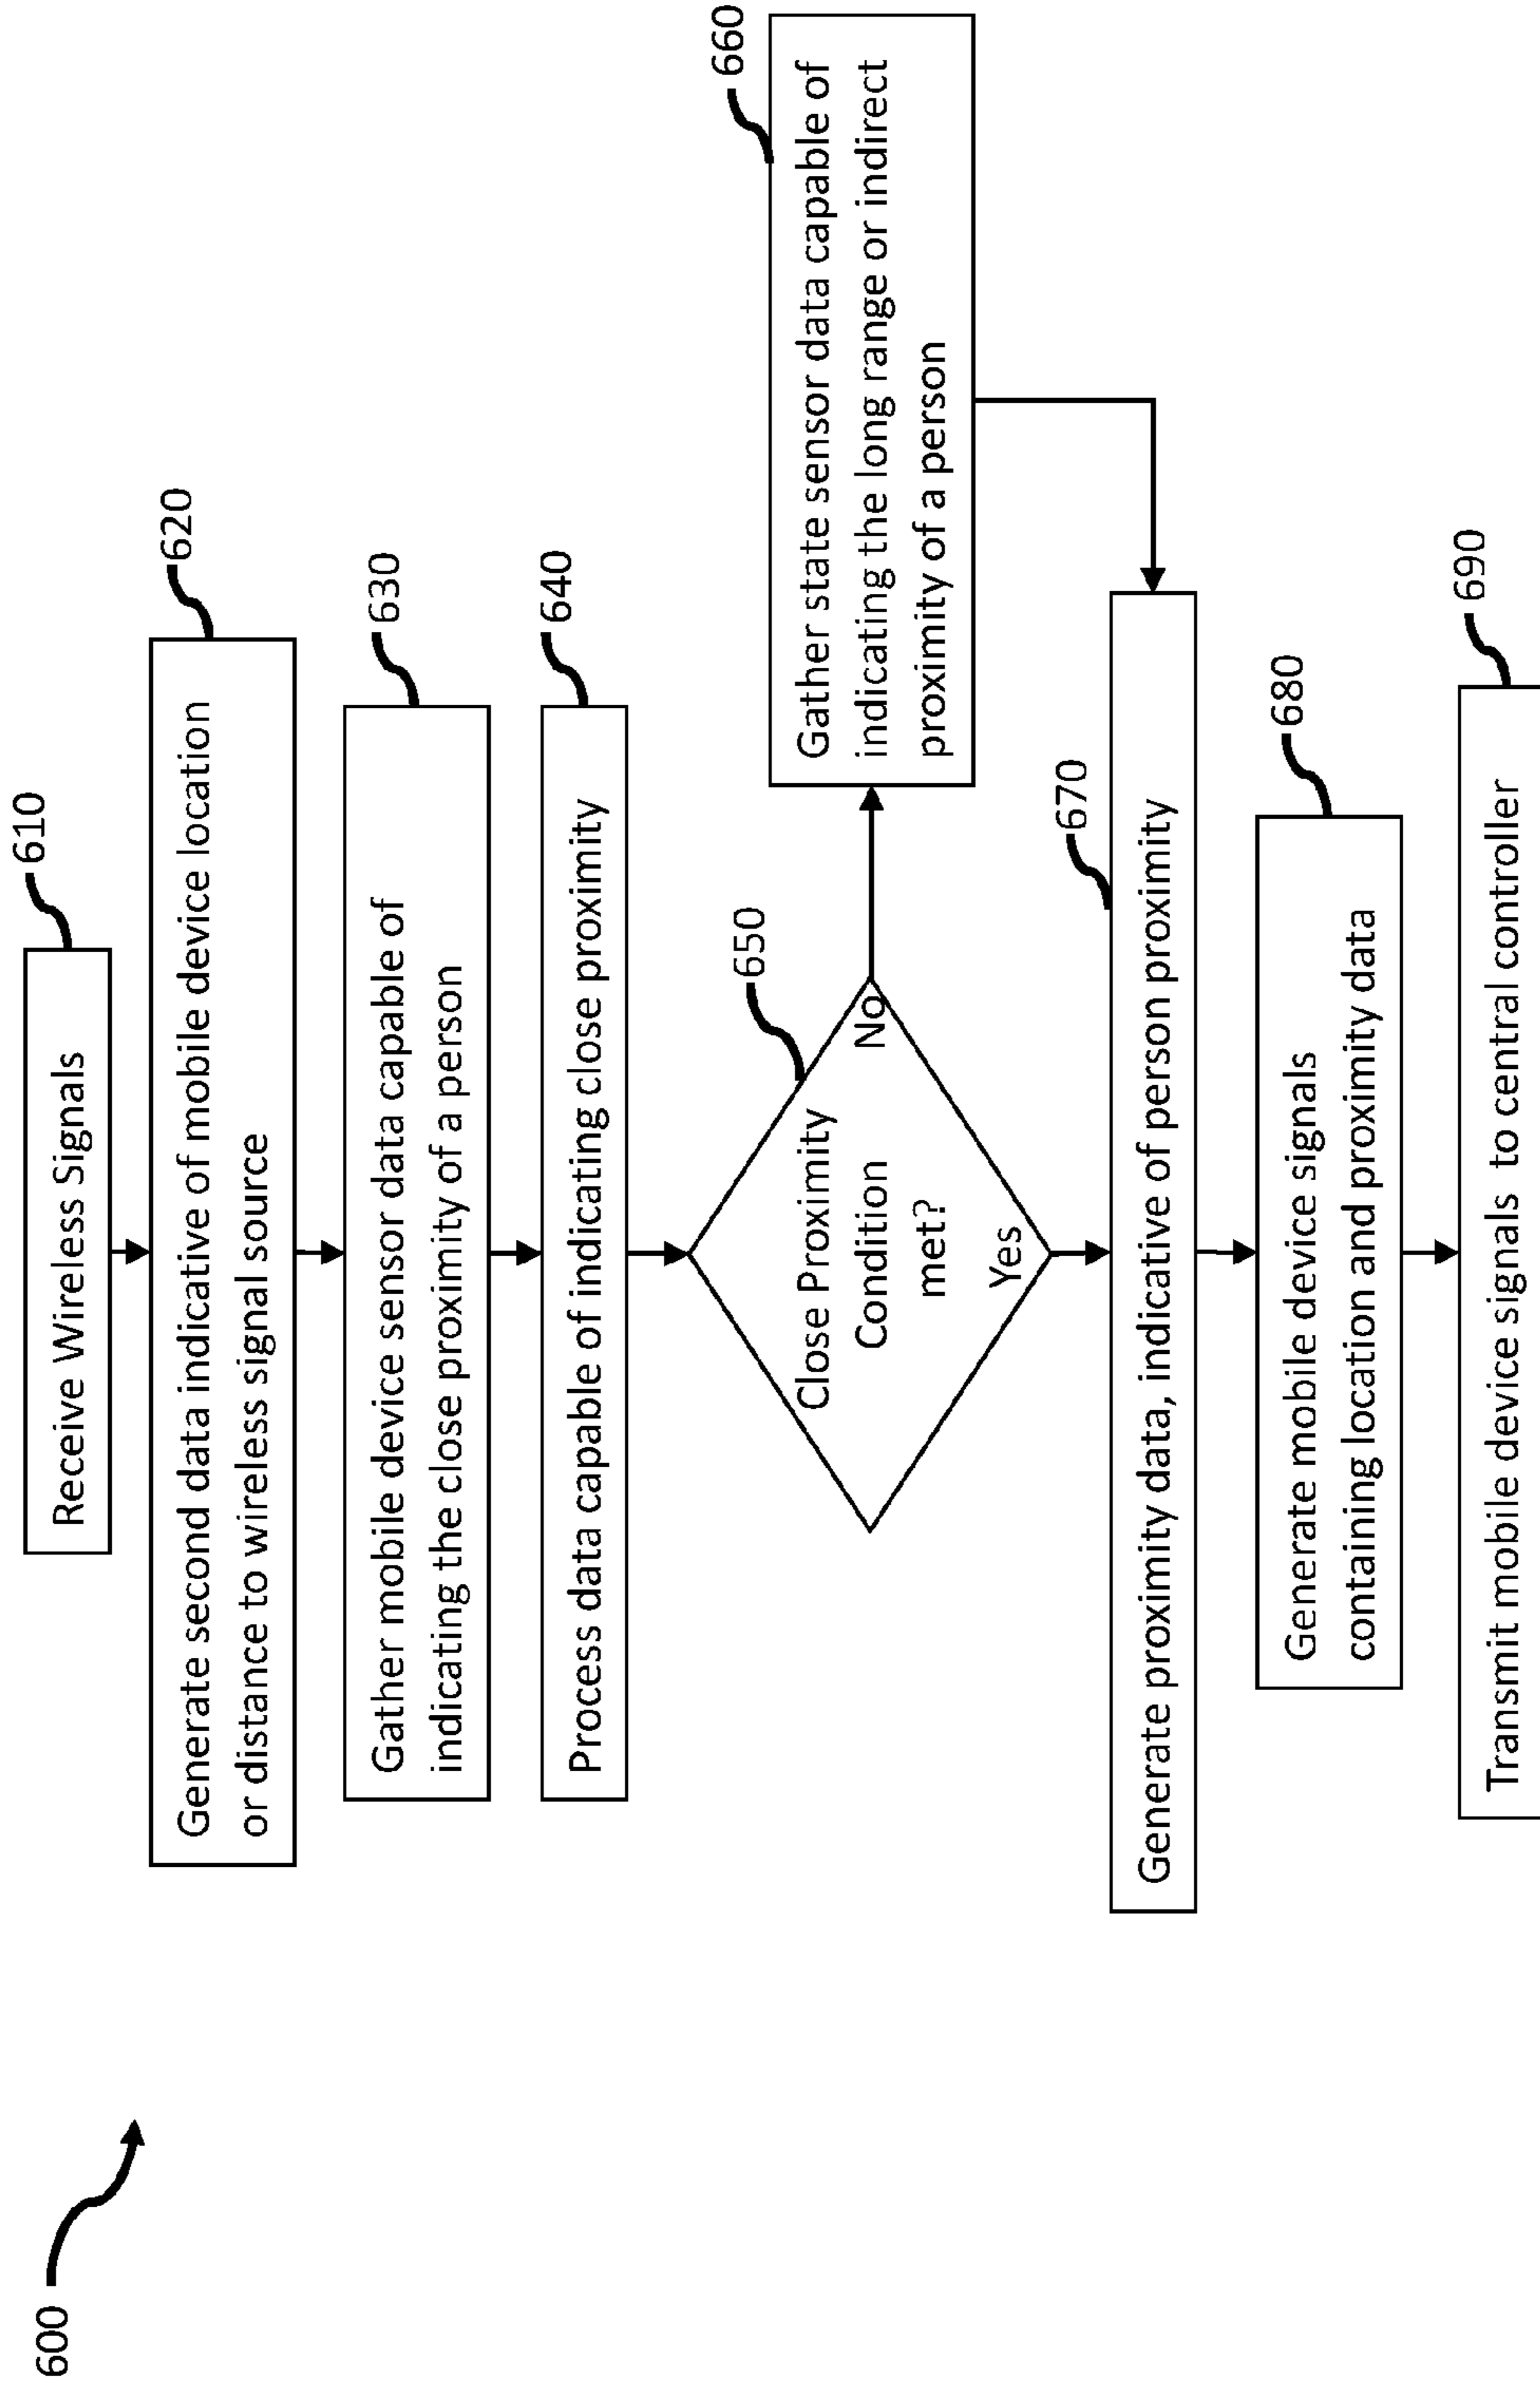 600
610
Receive Wireless Signals
620
Generate second data indicative of mobile device location
or distance to wireless signal source
630
Gather mobile device sensor data capable of
indicating the close proximity of a person
640
Process data capable of indicating close proximity
650
Close Proximity
Condition
met?
No
Yes
660
Gather state sensor data capable of
indicating the long range or indirect
proximity of a person
670
Generate proximity data, indicative of person proximity
680
Generate mobile device signals
containing location and proximity data
690
Transmit mobile device signals to central controller